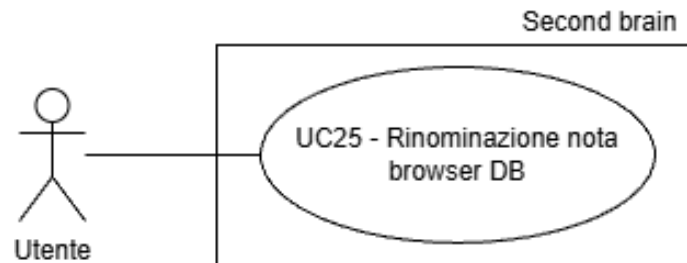 Second brain
UC25 - Rinominazione nota
browser DB
Utente